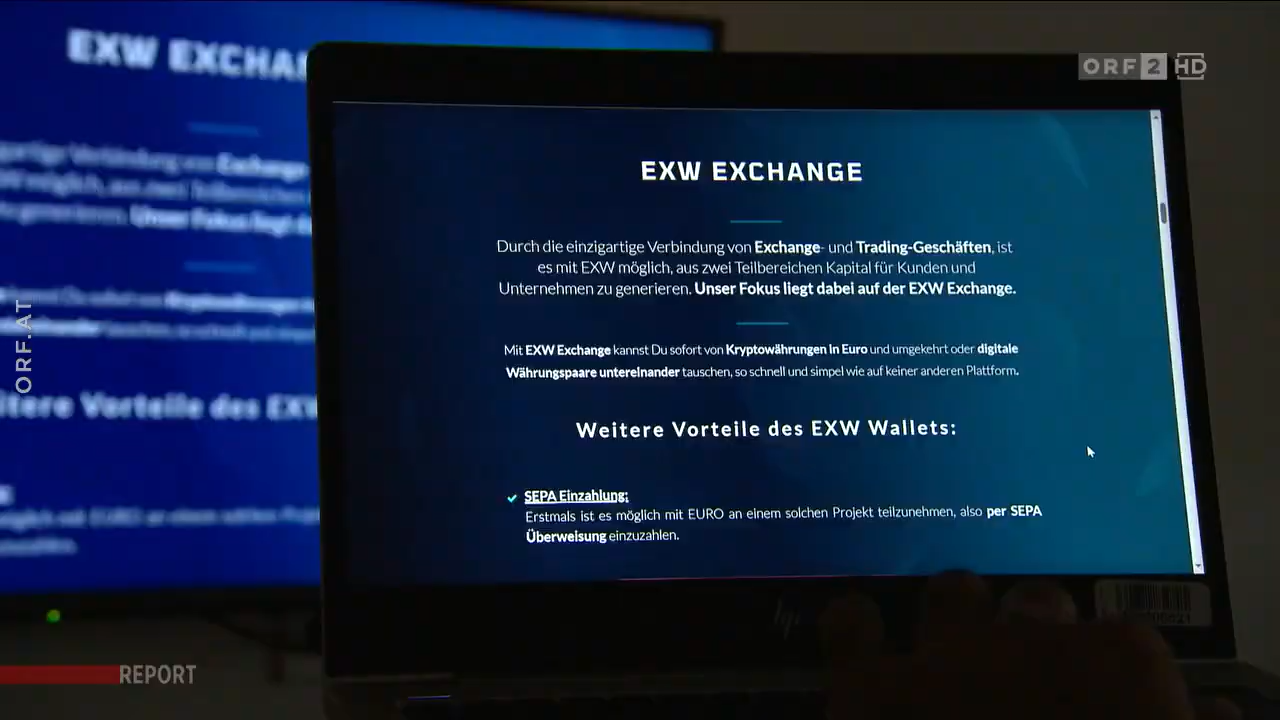 EXW EXCHA
ORF 2 HD
EXW EXCHANGE
Durch die einzigartige Verbindung von Exchange- und Trading-Geschäften, ist
es mit EXW möglich, aus zwei Teilbereichen Kapital für Kunden und
Unternehmen zu generieren. Unser Fokus liegt dabei auf der EXW Exchange.
Mit EXW Exchange kannst Du sofort von Kryptowährungen in Euro und umgekehrt oder digitale
Währungspaare untereinander tauschen, so schnell und simpel wie auf keiner anderen Plattform.
Weitere Vorteile des EXW Wallets:
SEPA Einzahlung:
Erstmals ist es möglich mit EURO an einem solchen Projekt teilzunehmen, also per SEPA
Überweisung einzuzahlen.
ORF.AT
itere Vorteile des EX
hp
REPORT